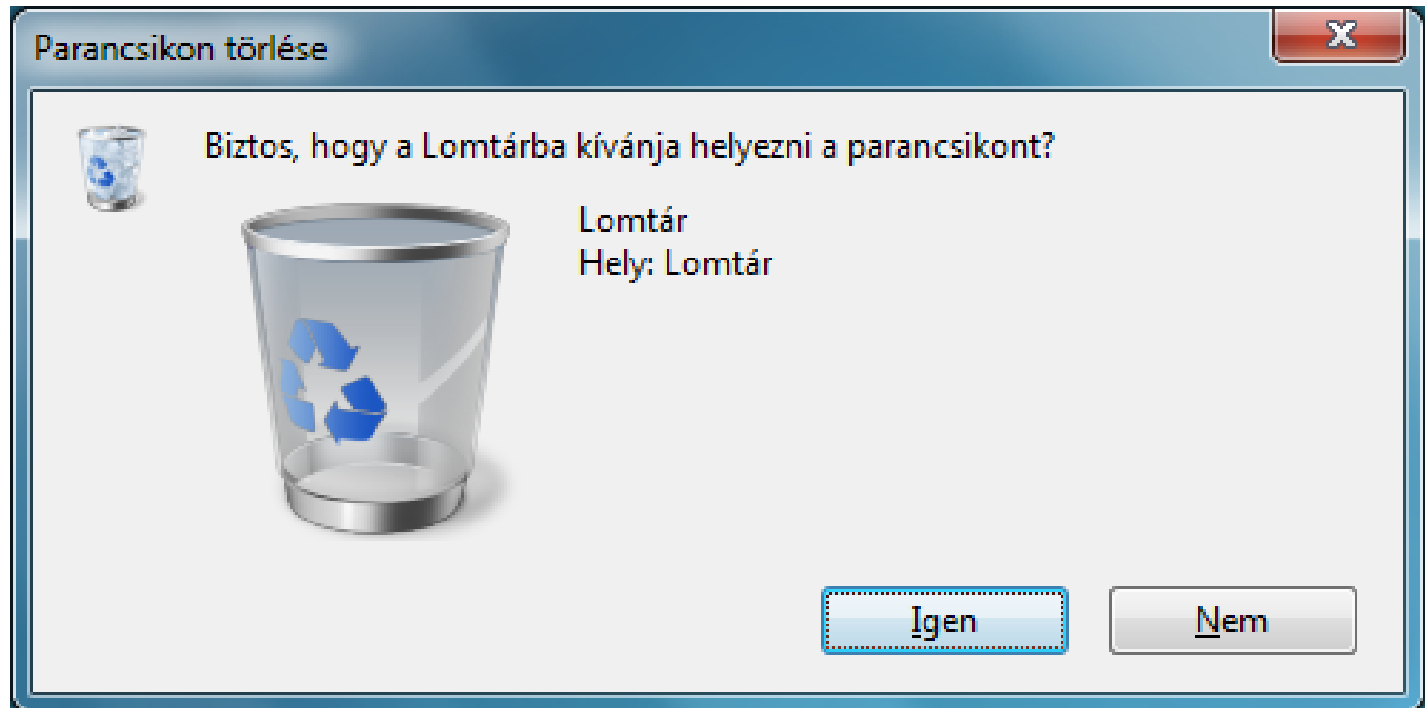 Parancsikon törlése
Biztos, hogy a Lomtárba kívánja helyezni a parancsikont?
Lomtár
Hely: Lomtár
Igen
Nem